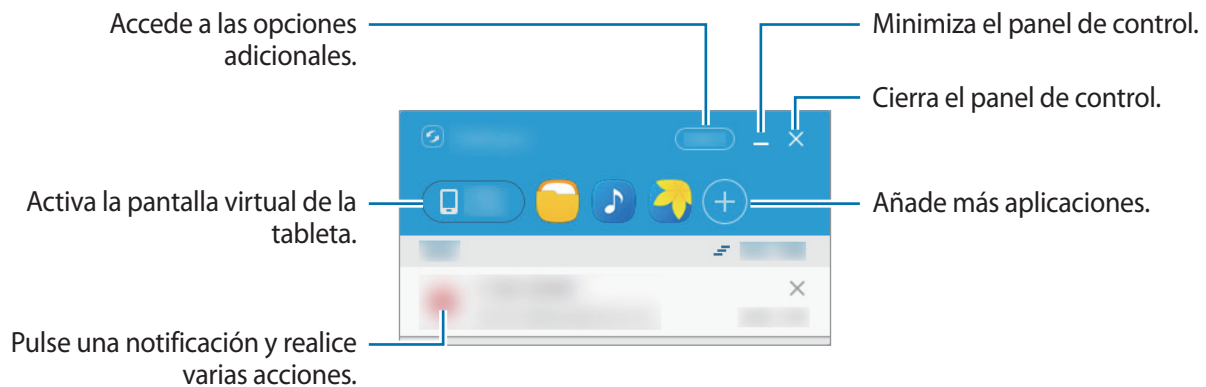 Accede a las opciones
adicionales.
Minimiza el panel de control.
Cierra el panel de control.
Activa la pantalla virtual de la
tableta.
Añade más aplicaciones.
Pulse una notificación y realice
varias acciones.